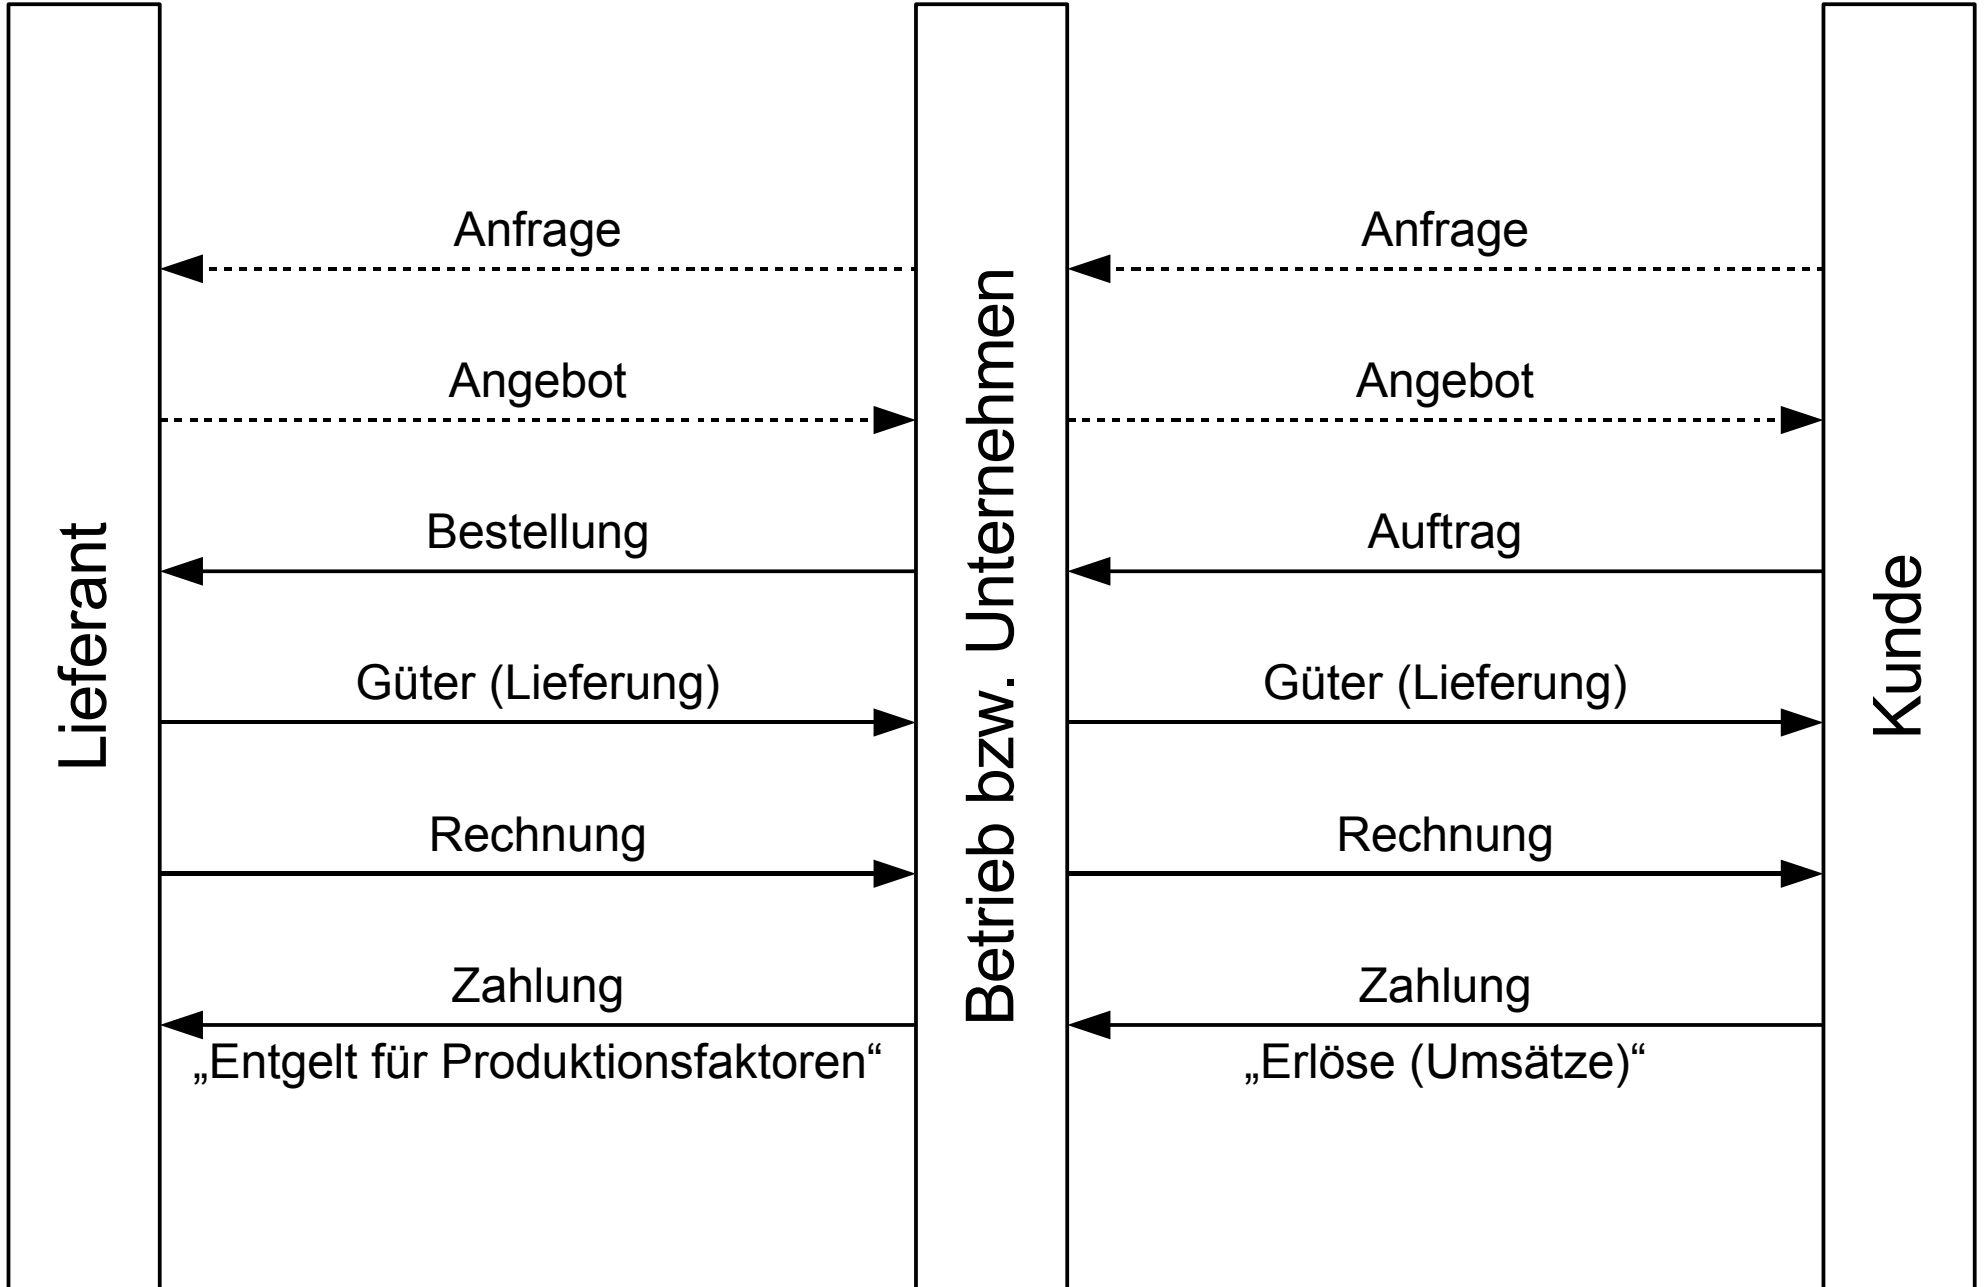 Lieferant
Anfrage
Angebot
Bestellung
Güter (Lieferung)
Rechnung
Zahlung
„Entgelt für Produktionsfaktoren“
Betrieb bzw. Unternehmen
Anfrage
Angebot
Auftrag
Güter (Lieferung)
Rechnung
Zahlung
„Erlöse (Umsätze)“
Kunde